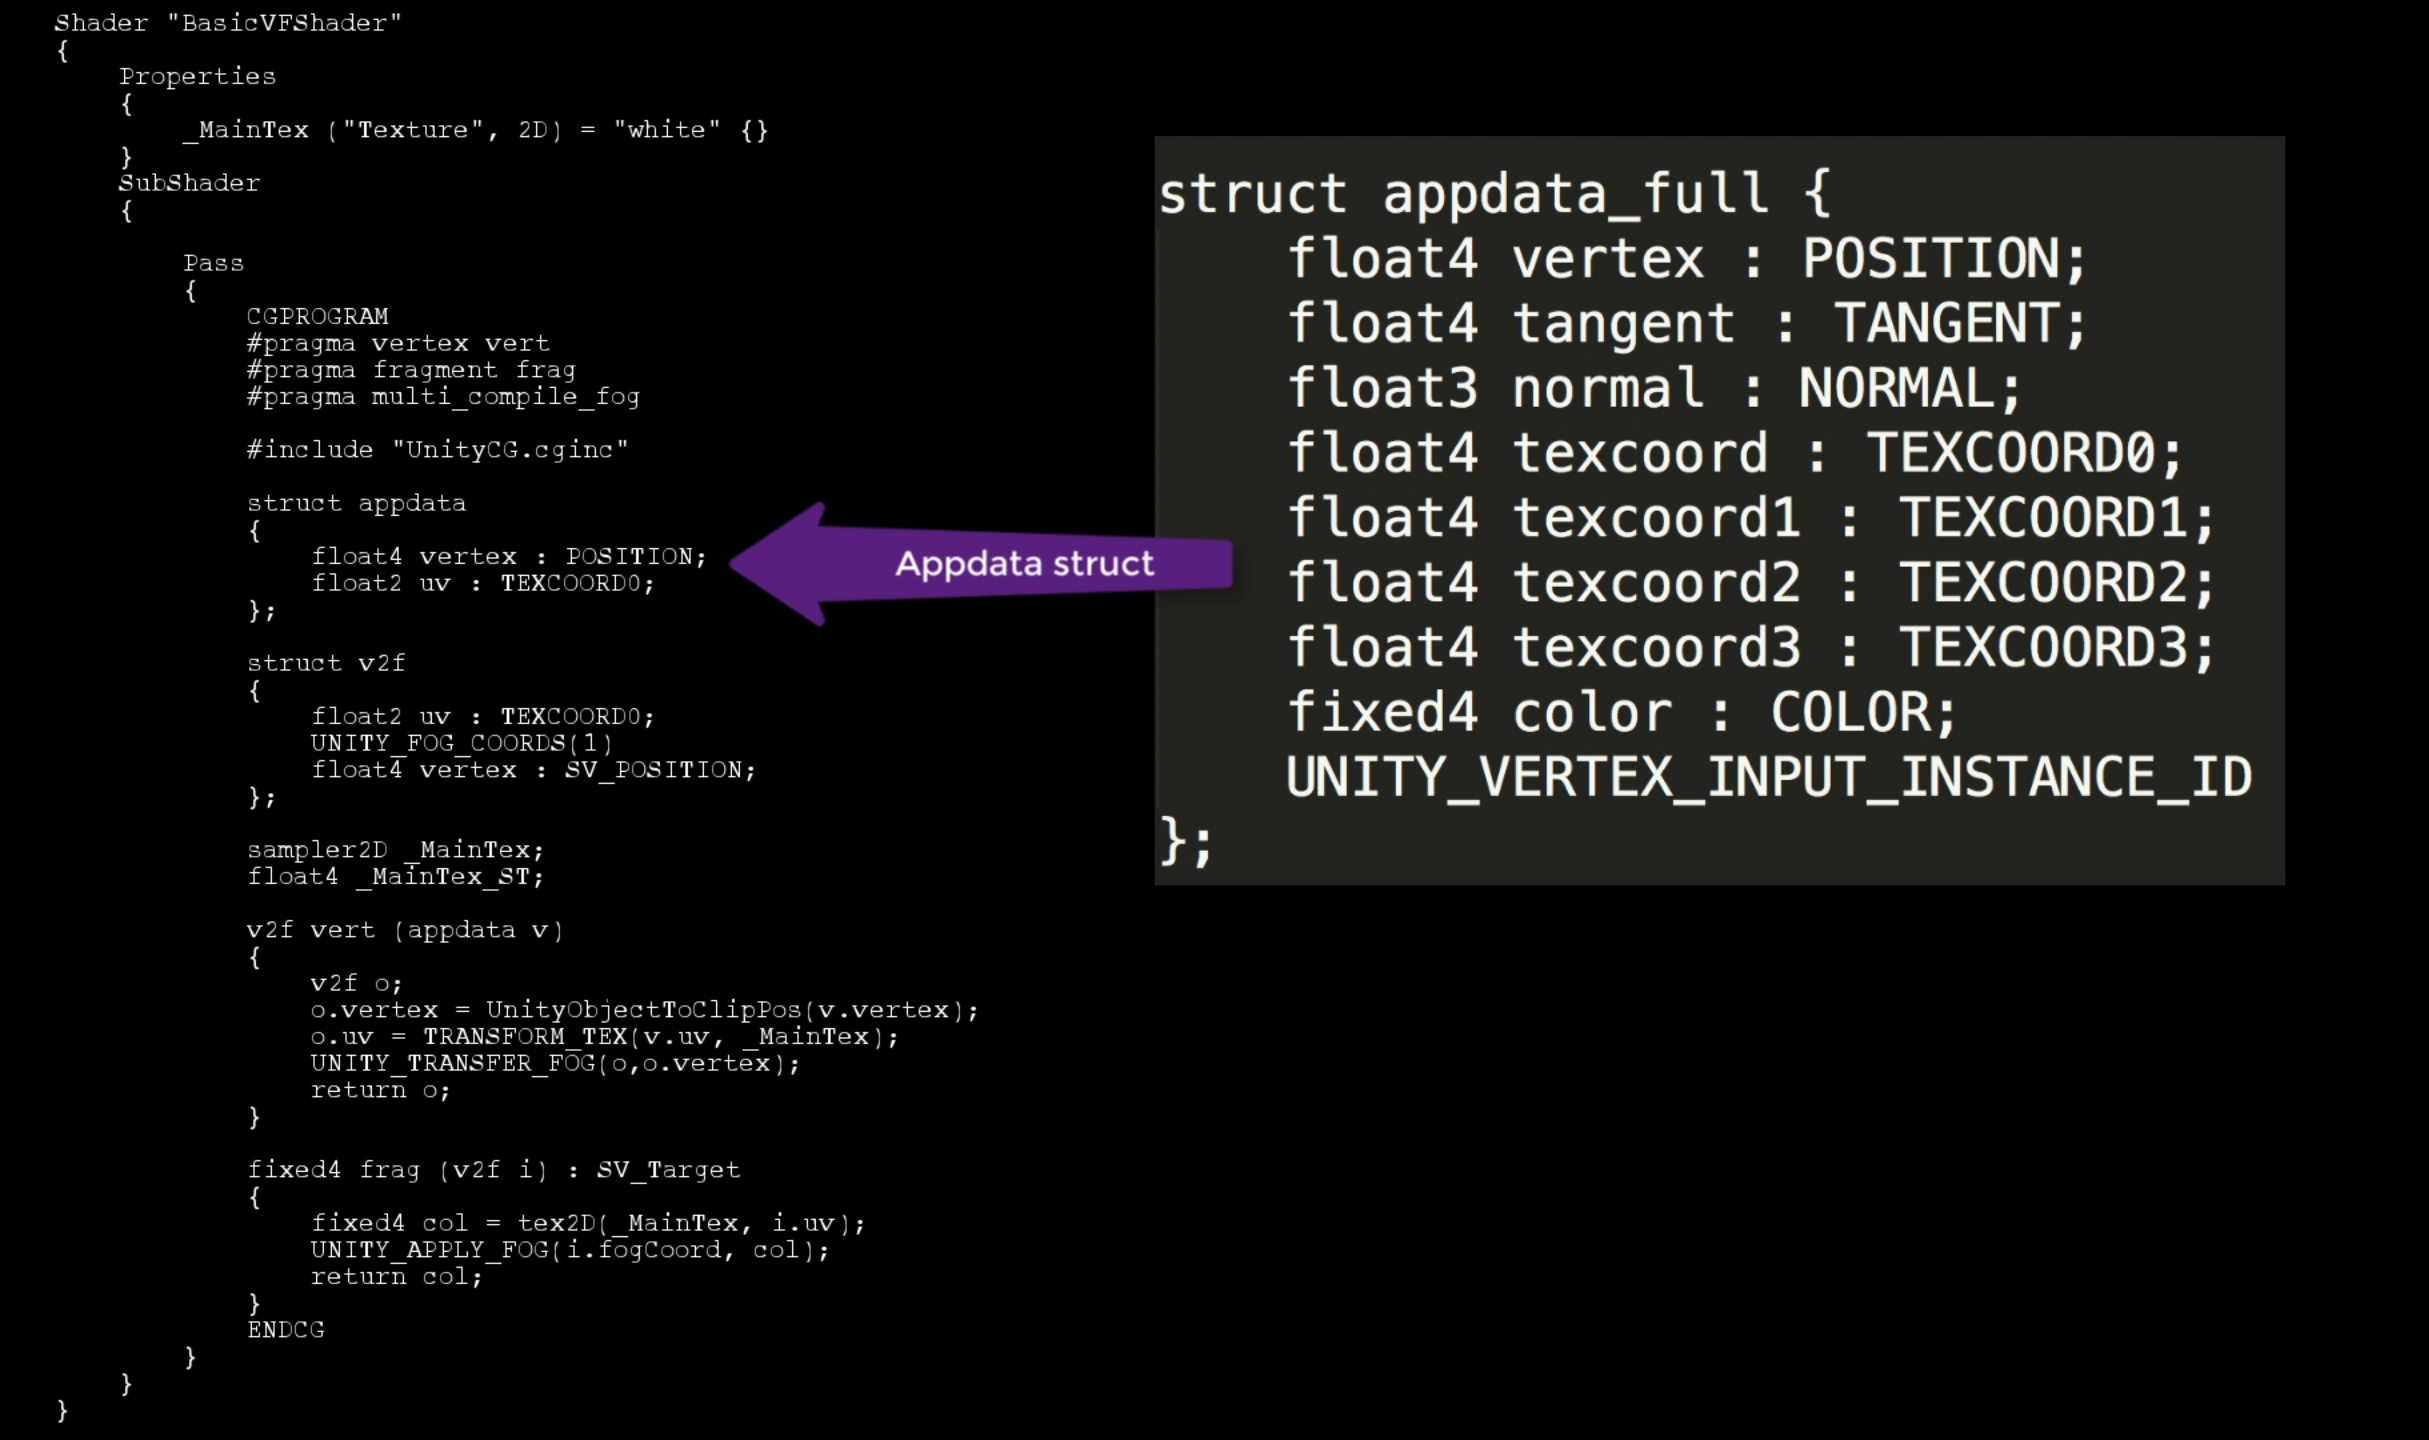 Shader "BasicVFShader"
{
    Properties
    {
        _MainTex ("Texture", 2D) = "white" {}
    }
    SubShader
    {

        Pass
        {
            CGPROGRAM
            #pragma vertex vert
            #pragma fragment frag
            #pragma multi_compile_fog

            #include "UnityCG.cginc"

            struct appdata
            {
                float4 vertex : POSITION;
                float2 uv : TEXCOORD0;
            };

            struct v2f
            {
                float2 uv : TEXCOORD0;
                UNITY_FOG_COORDS(1)
                float4 vertex : SV_POSITION;
            };

            sampler2D _MainTex;
            float4 _MainTex_ST;

            v2f vert (appdata v)
            {
                v2f o;
                o.vertex = UnityObjectToClipPos(v.vertex);
                o.uv = TRANSFORM_TEX(v.uv, _MainTex);
                UNITY_TRANSFER_FOG(o,o.vertex);
                return o;
            }

            fixed4 frag (v2f i) : SV_Target
            {
                fixed4 col = tex2D(_MainTex, i.uv);
                UNITY_APPLY_FOG(i.fogCoord, col);
                return col;
            }
            ENDCG
        }
    }
}
Appdata struct
struct appdata_full {
    float4 vertex : POSITION;
    float4 tangent : TANGENT;
    float3 normal : NORMAL;
    float4 texcoord : TEXCOORD0;
    float4 texcoord1 : TEXCOORD1;
    float4 texcoord2 : TEXCOORD2;
    float4 texcoord3 : TEXCOORD3;
    fixed4 color : COLOR;
    UNITY_VERTEX_INPUT_INSTANCE_ID
};